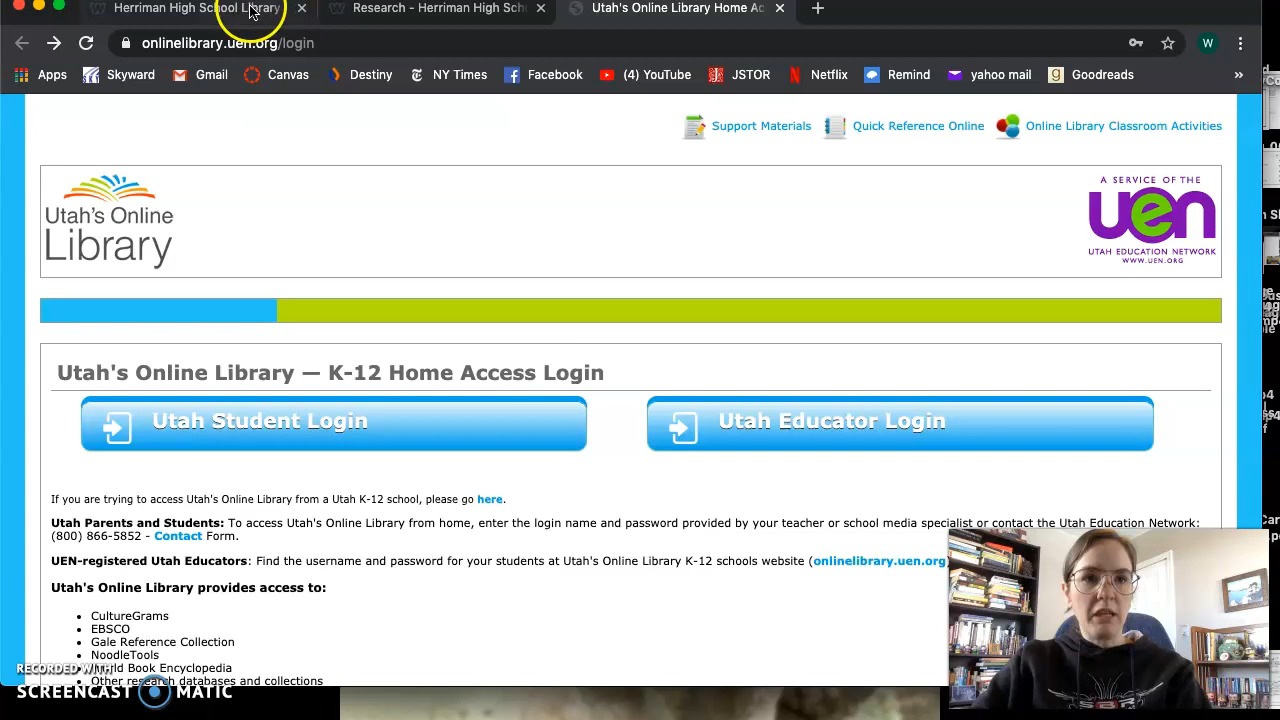 Herriman High School Library
Research - Herriman High Sch
Utah's Online Library Home Ac
onlinelibrary.uen.org/login
W
Apps
Skyward
Gmail
Canvas
Destiny
NY Times
Facebook
(4) YouTube
JSTOR
Netflix
Remind
yahoo mail
Goodreads
Support Materials
Quick Reference Online
Online Library Classroom Activities
Utah's Online
Library
A SERVICE OF THE
uen
UTAH EDUCATION NETWORK
WWW.UEN.ORG
Utah's Online Library — K-12 Home Access Login
Utah Student Login
Utah Educator Login
If you are trying to access Utah's Online Library from a Utah K-12 school, please go here.
Utah Parents and Students: To access Utah's Online Library from home, enter the login name and password provided by your teacher or school media specialist or contact the Utah Education Network:
(800) 866-5852 - Contact Form.
UEN-registered Utah Educators: Find the username and password for your students at Utah's Online Library K-12 schools website (onlinelibrary.uen.org)
Utah's Online Library provides access to:
CultureGrams
EBSCO
Gale Reference Collection
NoodleTools
World Book Encyclopedia
Other research databases and collections
RECORDED WITH
SCREENCAST MATIC